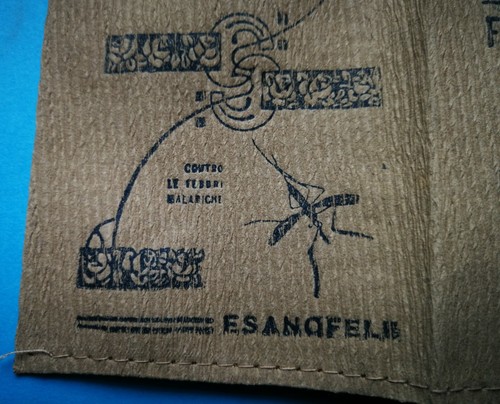 CONTRO
LE FEBBRI
MALARICHE
ESANOFELE